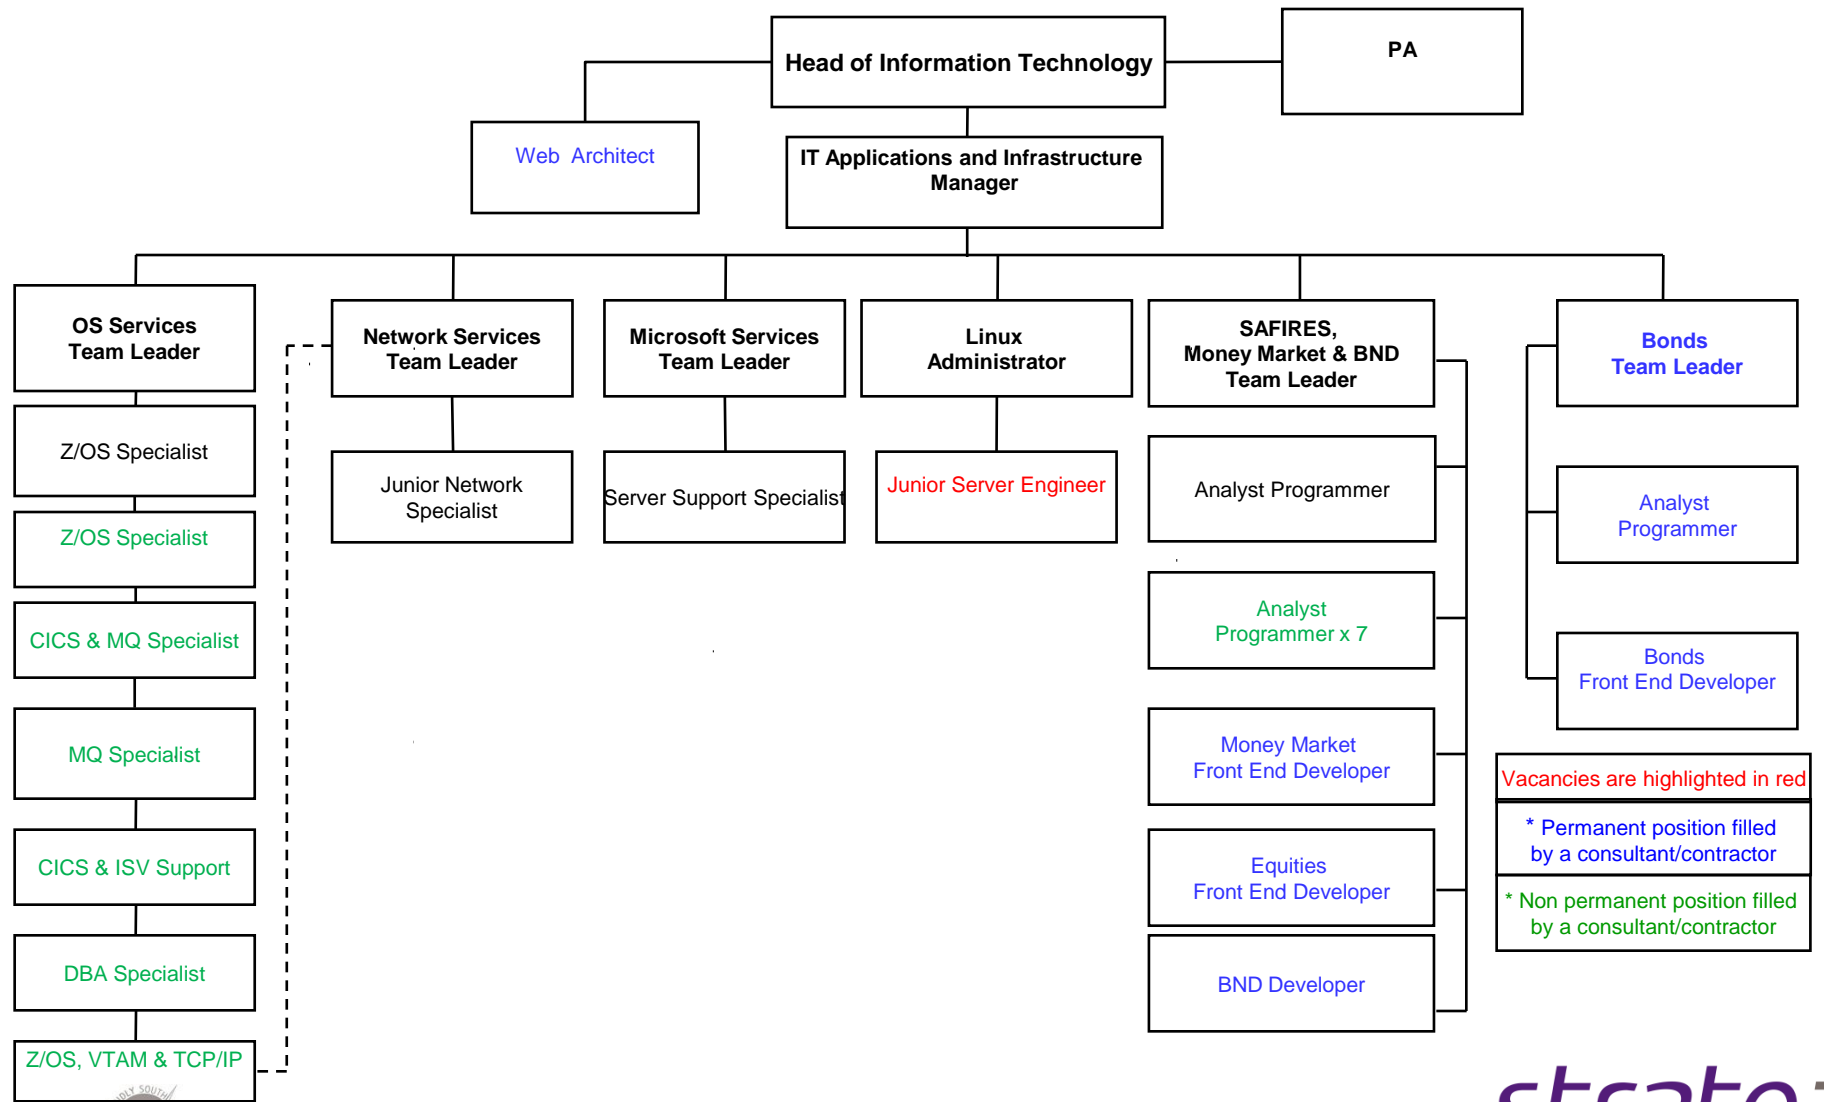 Head of Information Technology
PA
Web Architect
IT Applications and Infrastructure
Manager
OS Services
Team Leader
Network Services
Team Leader
Microsoft Services
Team Leader
Linux
Administrator
SAFIRES,
Money Market & BND
Team Leader
Bonds
Team Leader
Z/OS Specialist
Z/OS Specialist
CICS & MQ Specialist
MQ Specialist
CICS & ISV Support
DBA Specialist
Z/OS, VTAM & TCP/IP
Junior Network
Specialist
Server Support Specialist
Junior Server Engineer
Analyst Programmer
Analyst
Programmer x 7
Money Market
Front End Developer
Equities
Front End Developer
BND Developer
Analyst
Programmer
Bonds
Front End Developer
Vacancies are highlighted in red
* Permanent position filled
by a consultant/contractor
* Non permanent position filled
by a consultant/contractor